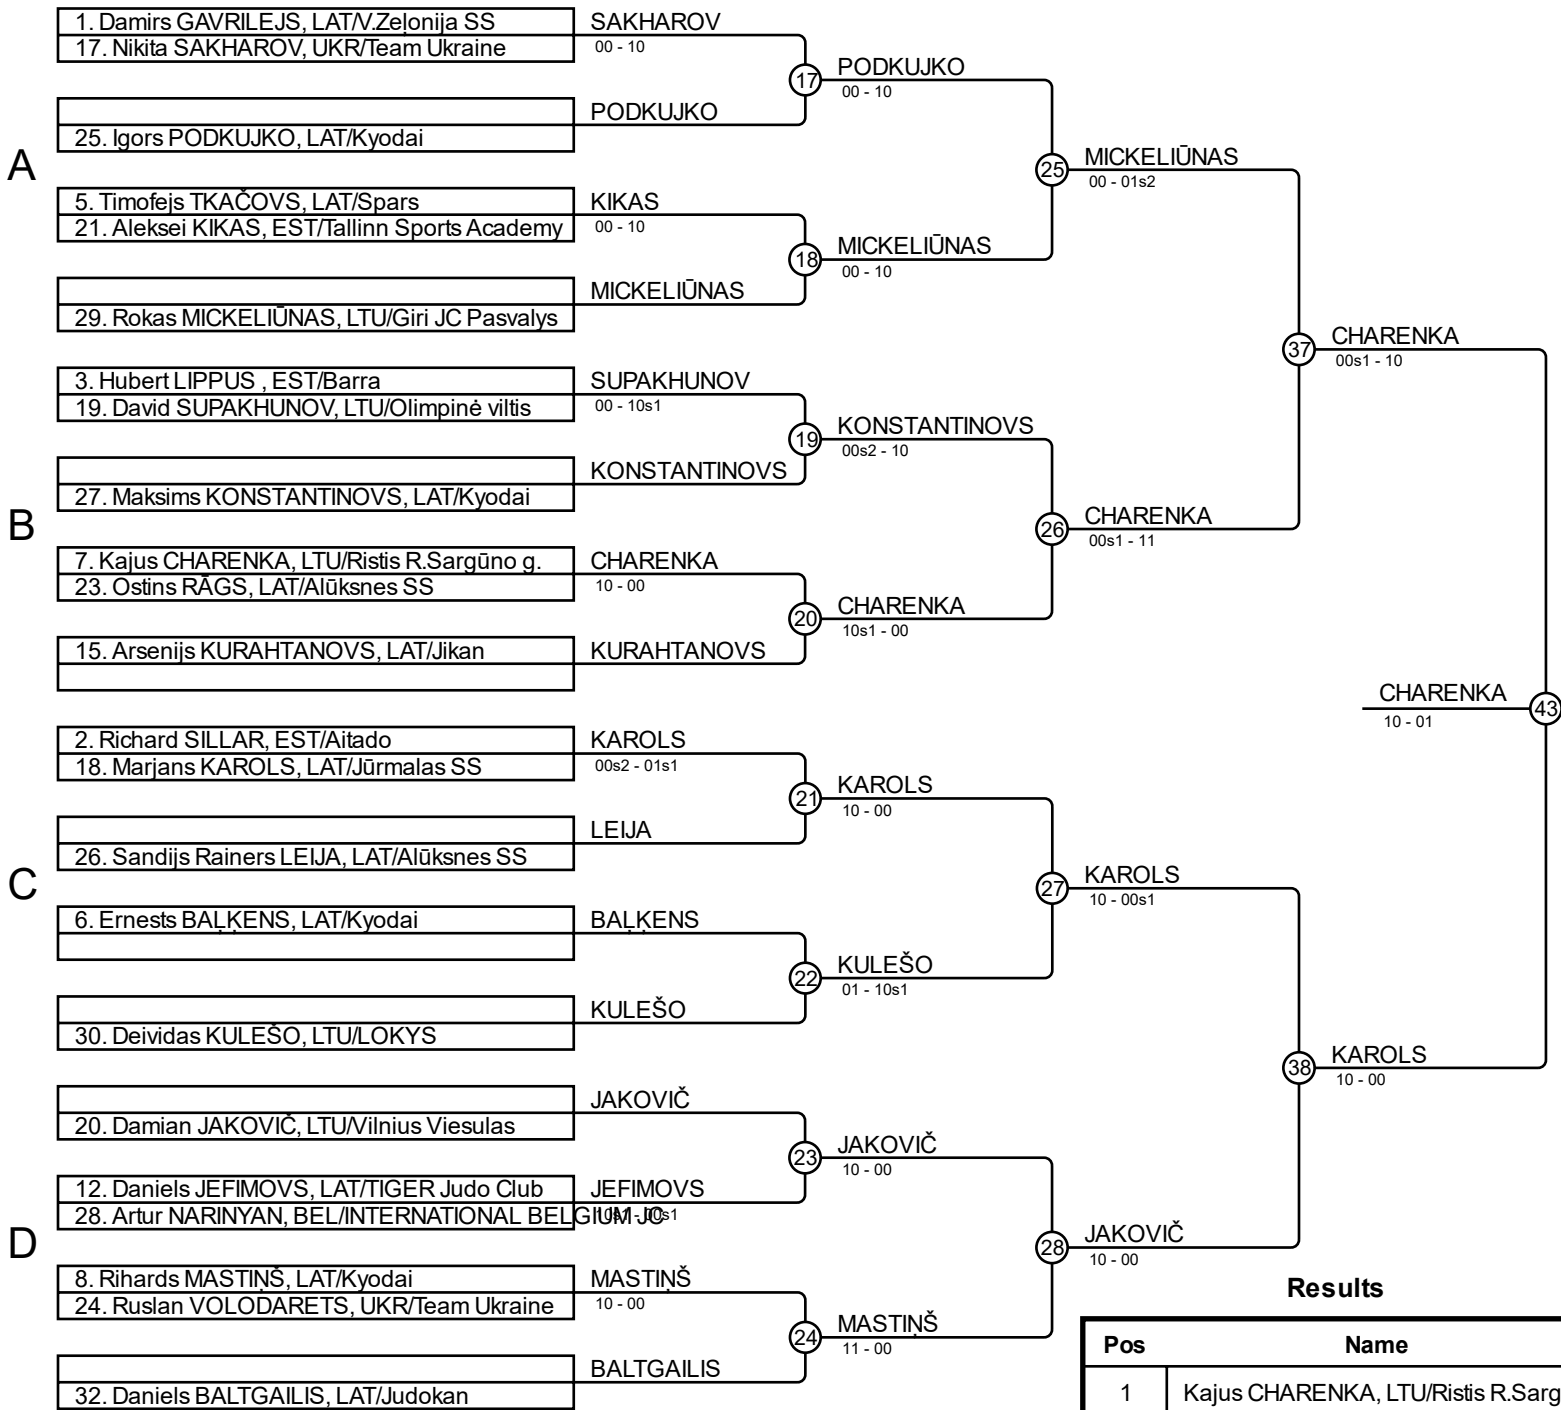 1. Damirs GAVRILEJS, LAT/V.Zeļonija SS
17. Nikita SAKHAROV, UKR/Team Ukraine
SAKHAROV
00 - 10
25. Igors PODKUJKO, LAT/Kyodai
PODKUJKO
17
PODKUJKO
00 - 10
A
5. Timofejs TKAČOVS, LAT/Spars
21. Aleksei KIKAS, EST/Tallinn Sports Academy
KIKAS
00 - 10
29. Rokas MICKELIŪNAS, LTU/Giri JC Pasvalys
MICKELIŪNAS
18
MICKELIŪNAS
00 - 10
25
MICKELIŪNAS
00 - 01s2
3. Hubert LIPPUS , EST/Barra
19. David SUPAKHUNOV, LTU/Olimpinė viltis
SUPAKHUNOV
00 - 10s1
27. Maksims KONSTANTINOVS, LAT/Kyodai
KONSTANTINOVS
19
KONSTANTINOVS
00s2 - 10
B
7. Kajus CHARENKA, LTU/Ristis R.Sargūno g.
23. Ostins RĀGS, LAT/Alūksnes SS
CHARENKA
10 - 00
15. Arsenijs KURAHTANOVS, LAT/Jikan
KURAHTANOVS
20
CHARENKA
10s1 - 00
26
CHARENKA
00s1 - 11
37
CHARENKA
00s1 - 10
2. Richard SILLAR, EST/Aitado
18. Marjans KAROLS, LAT/Jūrmalas SS
KAROLS
00s2 - 01s1
26. Sandijs Rainers LEIJA, LAT/Alūksnes SS
LEIJA
21
KAROLS
10 - 00
C
6. Ernests BAĻĶENS, LAT/Kyodai
BAĻĶENS
30. Deividas KULEŠO, LTU/LOKYS
KULEŠO
22
KULEŠO
01 - 10s1
27
KAROLS
10 - 00s1
20. Damian JAKOVIČ, LTU/Vilnius Viesulas
JAKOVIČ
12. Daniels JEFIMOVS, LAT/TIGER Judo Club
28. Artur NARINYAN, BEL/INTERNATIONAL BELGIUM JC
JEFIMOVS
10s1 - 00s1
23
JAKOVIČ
10 - 00
D
8. Rihards MASTIŅŠ, LAT/Kyodai
24. Ruslan VOLODARETS, UKR/Team Ukraine
MASTIŅŠ
10 - 00
32. Daniels BALTGAILIS, LAT/Judokan
BALTGAILIS
24
MASTIŅŠ
11 - 00
28
JAKOVIČ
10 - 00
38
KAROLS
10 - 00
CHARENKA
10 - 01
43
Results
Pos Name
1 Kajus CHARENKA, LTU/Ristis R.Sarg